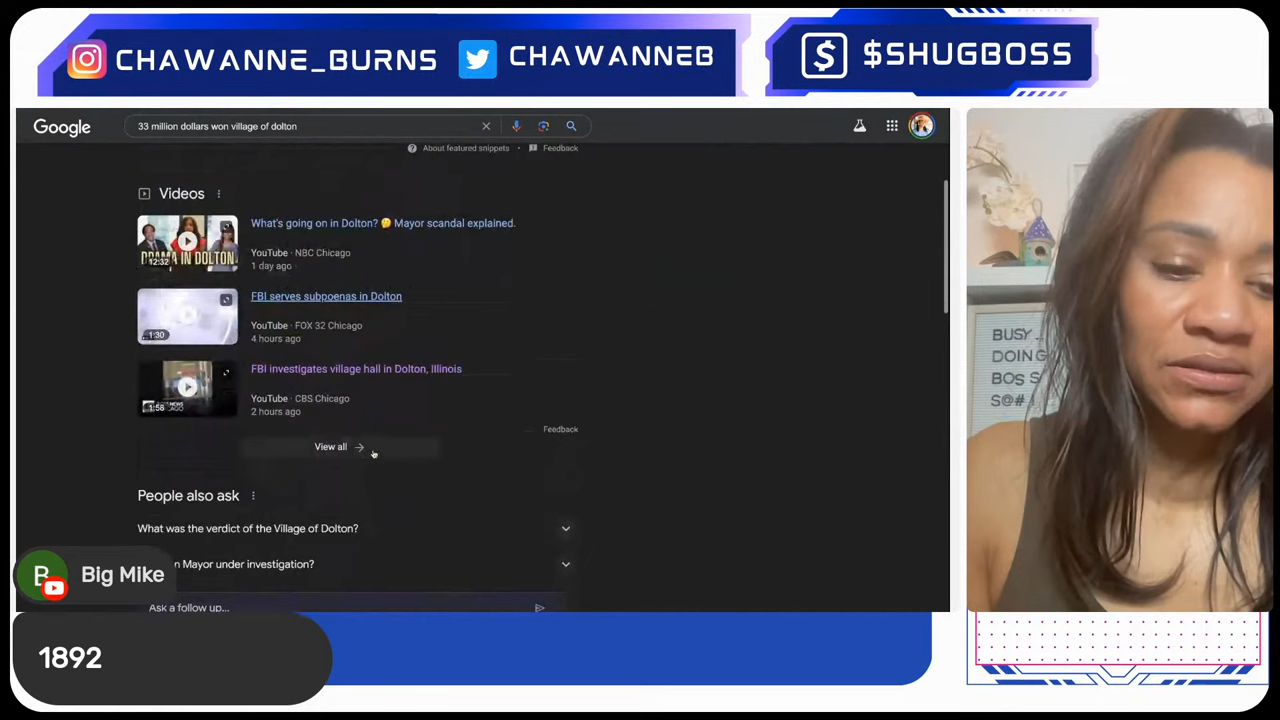 CHAWANNE_BURNS
CHAWANNEB
$ $SHUGBOSS
Google
33 million dollars won village of dolton
About featured snippets • Feedback
Videos
What's going on in Dolton? 🤔 Mayor scandal explained.
YouTube · NBC Chicago
1 day ago
DRAMA IN DOLTON
12:32
FBI serves subpoenas in Dolton
YouTube · FOX 32 Chicago
4 hours ago
1:30
FBI investigates village hall in Dolton, Illinois
YouTube · CBS Chicago
2 hours ago
1:58
Feedback
View all →
People also ask
What was the verdict of the Village of Dolton?
n Mayor under investigation?
Ask a follow up...
B
Big Mike
1892
BUSY...
DOING
BOSS
S@#!